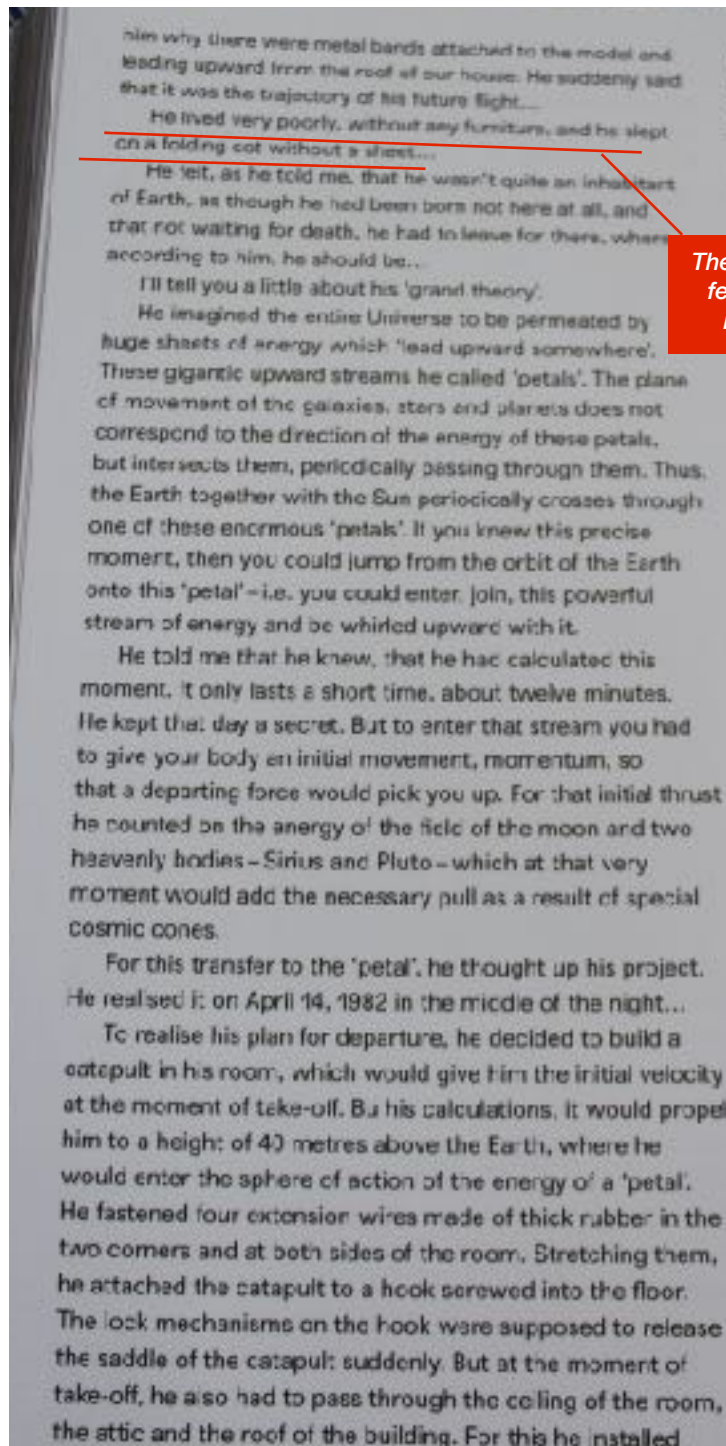 him why there were metal bands attached to the model and
leading upward from the roof of our house. He suddenly said
that it was the trajectory of his future flight...
He lived very poorly, without any furniture, and he slept
on a folding cot without a sheet...
He felt, as he told me, that he wasn't quite an inhabitant
of Earth, as though he had been born not here at all, and
that not waiting for death, he had to leave for there, where
according to him, he should be...
The
fe
I'll tell you a little about his 'grand theory'.
He imagined the entire Universe to be permeated by
huge sheets of energy which 'lead upward somewhere'.
These gigantic upward streams he called 'petals'. The plane
of movement of the galaxies, stars and planets does not
correspond to the direction of the energy of these petals,
but intersects them, periodically passing through them. Thus,
the Earth together with the Sun periodically crosses through
one of these enormous 'petals'. If you knew this precise
moment, then you could jump from the orbit of the Earth
onto this 'petal' – i.e. you could enter, join, this powerful
stream of energy and be whirled upward with it.
He told me that he knew, that he had calculated this
moment. It only lasts a short time, about twelve minutes.
He kept that day a secret. But to enter that stream you had
to give your body an initial movement, momentum, so
that a departing force would pick you up. For that initial thrust
he counted on the energy of the field of the moon and two
heavenly bodies – Sirius and Pluto – which at that very
moment would add the necessary pull as a result of special
cosmic cones.
For this transfer to the 'petal', he thought up his project.
He realised it on April 14, 1982 in the middle of the night...
To realise his plan for departure, he decided to build a
catapult in his room, which would give him the initial velocity
at the moment of take-off. By his calculations, it would propel
him to a height of 40 metres above the Earth, where he
would enter the sphere of action of the energy of a 'petal'.
He fastened four extension wires made of thick rubber in the
two corners and at both sides of the room. Stretching them,
he attached the catapult to a hook screwed into the floor.
The lock mechanisms on the hook were supposed to release
the saddle of the catapult suddenly. But at the moment of
take-off, he also had to pass through the ceiling of the room,
the attic and the roof of the building. For this he installed